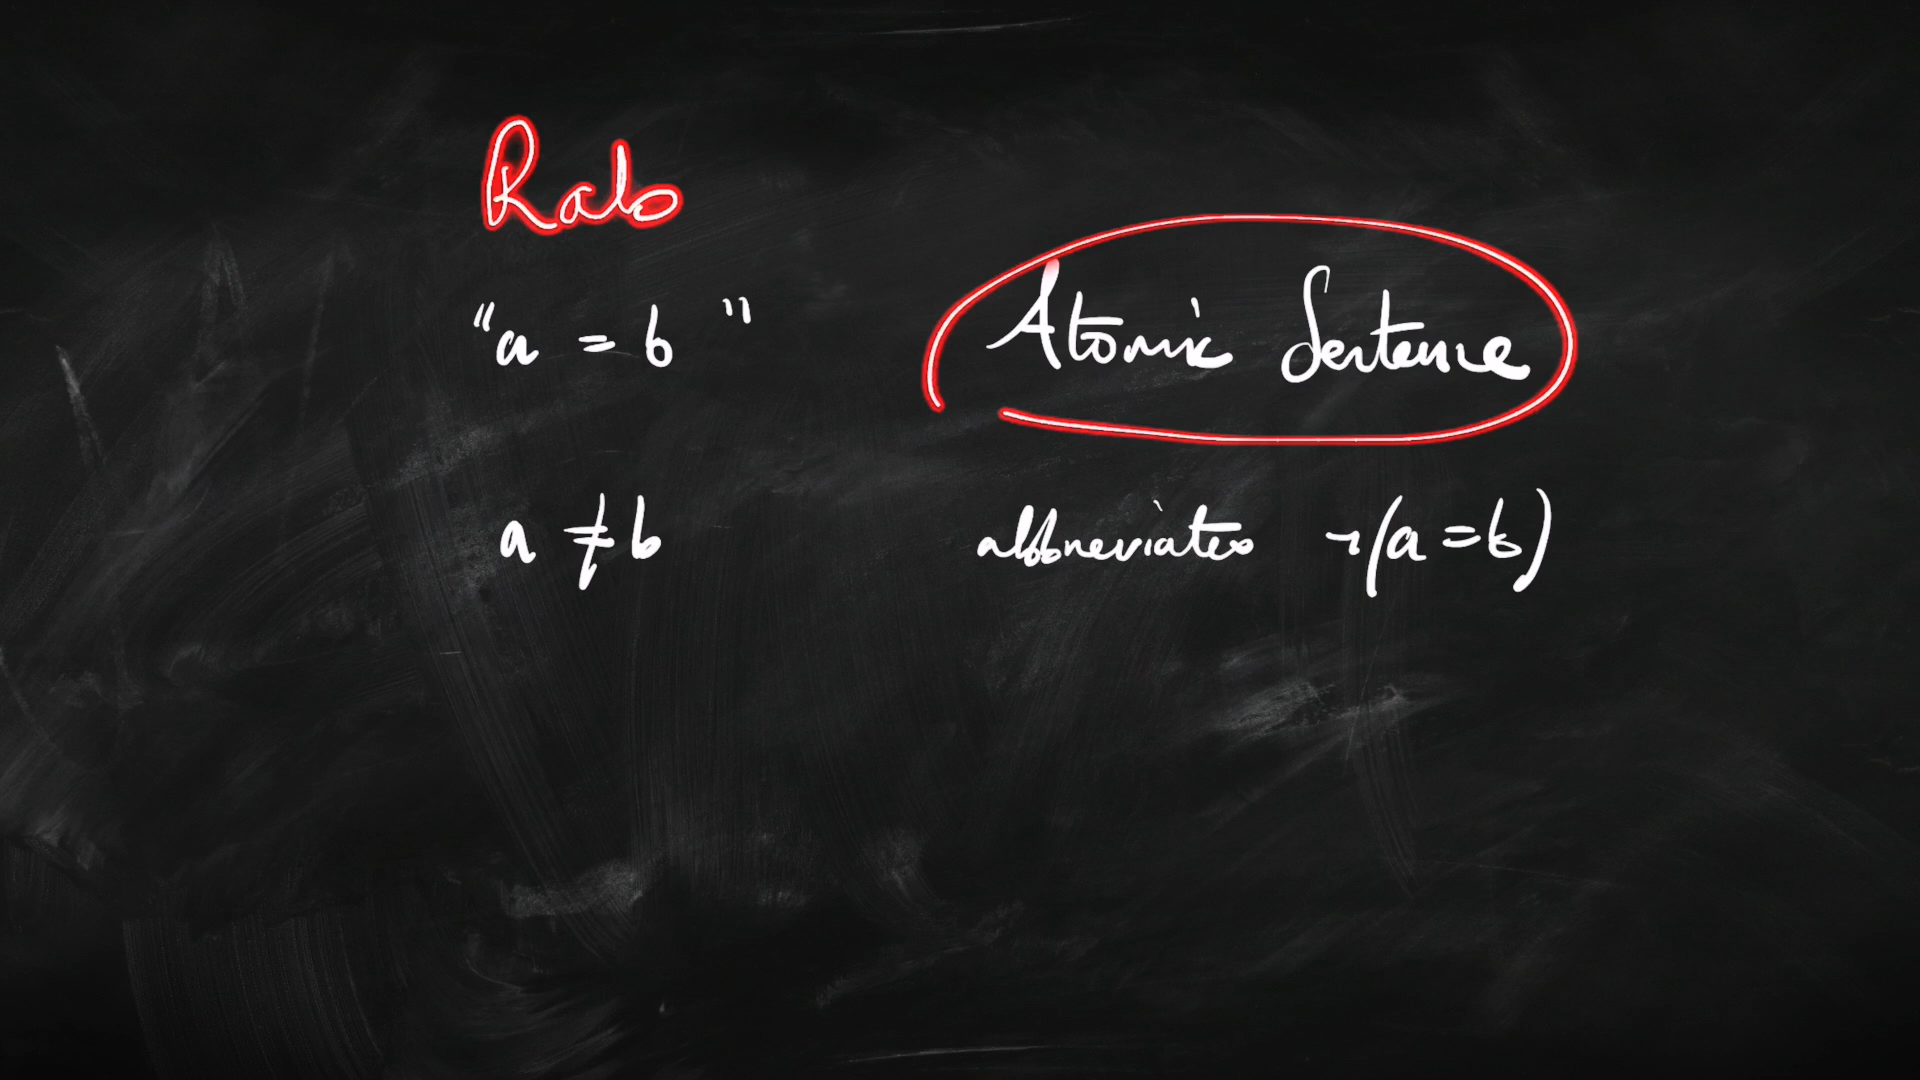 Rab
"a = b" Atomic Sentence
a ≠ b abbreviates ¬(a = b)